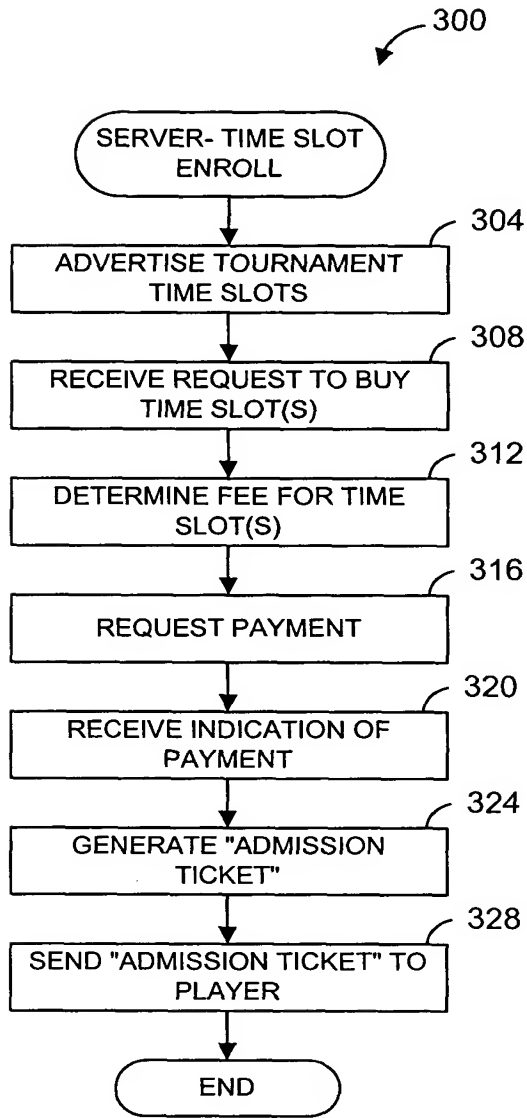 300
SERVER- TIME SLOT
ENROLL
304
ADVERTISE TOURNAMENT
TIME SLOTS
308
RECEIVE REQUEST TO BUY
TIME SLOT(S)
312
DETERMINE FEE FOR TIME
SLOT(S)
316
REQUEST PAYMENT
320
RECEIVE INDICATION OF
PAYMENT
324
GENERATE "ADMISSION
TICKET"
328
SEND "ADMISSION TICKET" TO
PLAYER
END